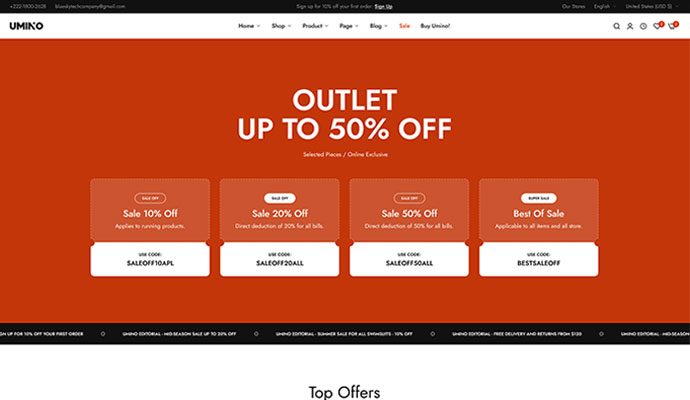 +222-1800-2628 blueskytechcompany@gmail.com Sign up for 10% off your first order: Sign Up Our Stores English United States (USD $)
UMINO Home Shop Product Page Blog Sale Buy Umino!
OUTLET
UP TO 50% OFF
Selected Pieces / Online Exclusive
SALE OFF
Sale 10% Off
Applies to running products.
USE CODE:
SALEOFF10APL
SALE OFF
Sale 20% Off
Direct deduction of 20% for all bills.
USE CODE:
SALEOFF20ALL
SALE OFF
Sale 50% Off
Direct deduction of 50% for all bills.
USE CODE:
SALEOFF50ALL
SUPER SALE
Best Of Sale
Applicable to all items and all store.
USE CODE:
BESTSALEOFF
GN UP FOR 10% OFF YOUR FIRST ORDER UMINO EDITORIAL - MID-SEASON SALE UP TO 20% OFF UMINO EDITORIAL - SUMMER SALE FOR ALL SWIMSUITS - 10% OFF UMINO EDITORIAL - FREE DELIVERY AND RETURNS FROM $120 UMINO EDITORIAL - MID-SEASON
Top Offers